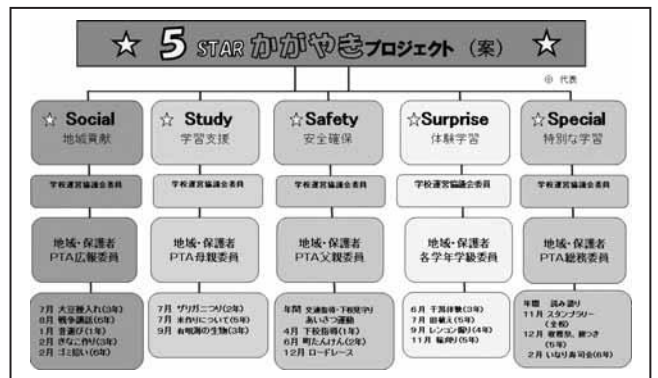 ☆ 5 STAR かがやきプロジェクト（案） ☆
※ 代表
☆ Social
地域貢献
学校運営協議会委員
地域・保護者
PTA広報委員
7月 大豆種入れ(3年)
8月 戦争講話(6年)
1月 昔遊び(1年)
2月 きなこ作り(3年)
2月 ゴミ拾い(6年)
☆ Study
学習支援
学校運営協議会委員
地域・保護者
PTA母親委員
7月 ザリガニつり(2年)
7月 米作りについて(5年)
9月 有明海の生物(3年)
☆Safety
安全確保
学校運営協議会委員
地域・保護者
PTA父親委員
年間 交通指導・下校見守り
あいさつ運動
4月 下校指導(1年)
6月 町たんけん(2年)
12月 ロードレース
☆Surprise
体験学習
学校運営協議会委員
地域・保護者
各学年学級委員
6月 干潟体験(3年)
7月 田植え(5年)
9月 レンコン掘り(4年)
11月 稲刈り(5年)
☆Special
特別な学習
学校運営協議会委員
地域・保護者
PTA総務委員
年間 読み語り
11月 スタンプラリー
(全校)
12月 収穫祭、餅つき
(5年)
2月 いなり寿司会(6年)